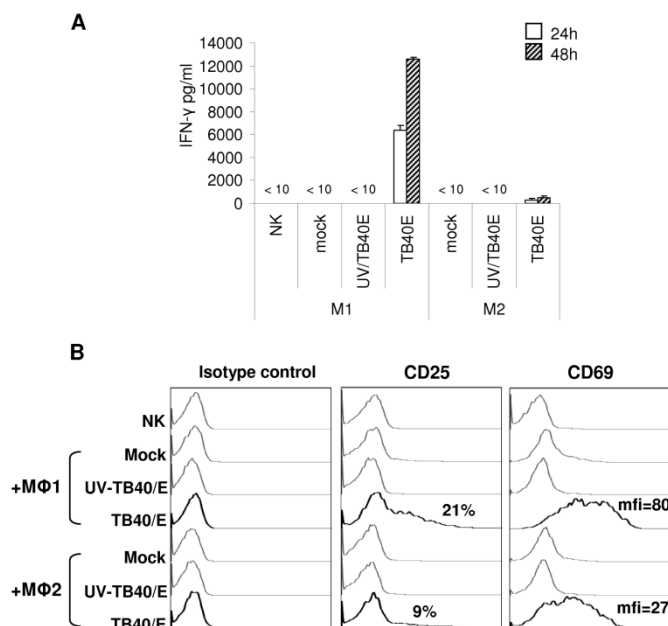 A
24h
48h
IFN-γ pg/ml
14000
12000
10000
8000
6000
4000
2000
0
< 10
< 10
< 10
< 10
< 10
NK
mock
UV/TB40E
TB40E
mock
UV/TB40E
TB40E
M1
M2
B
Isotype control
CD25
CD69
NK
Mock
+MΦ1
UV-TB40/E
TB40/E
21%
mfi=80
Mock
+MΦ2
UV-TB40/E
TB40/E
9%
mfi=27